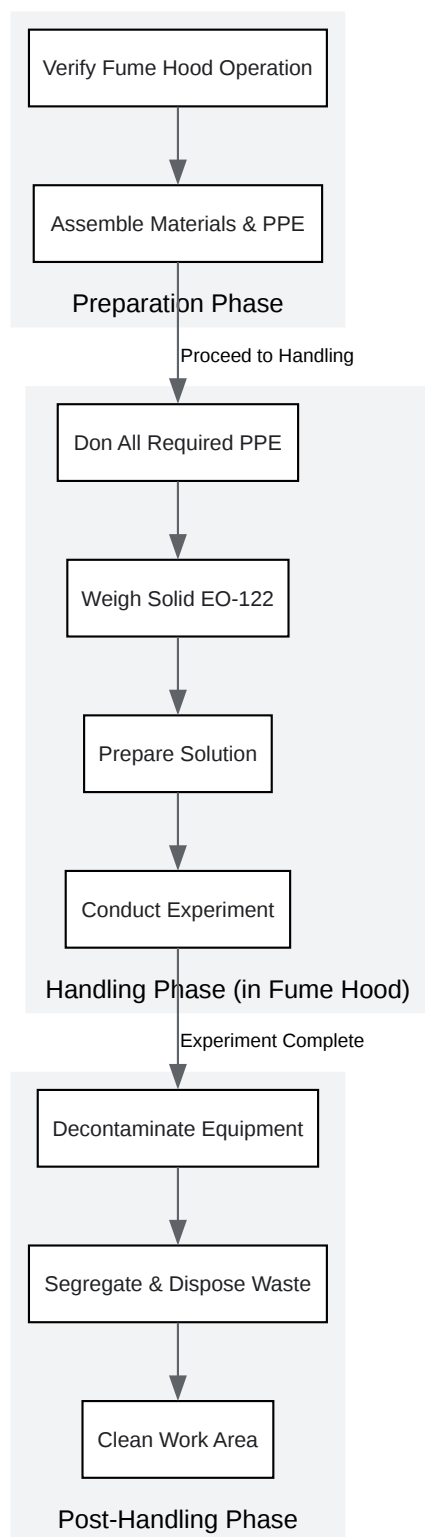 Verify Fume Hood Operation
Assemble Materials & PPE
Preparation Phase
Proceed to Handling
Don All Required PPE
Weigh Solid EO-122
Prepare Solution
Conduct Experiment
Handling Phase (in Fume Hood)
Experiment Complete
Decontaminate Equipment
Segregate & Dispose Waste
Clean Work Area
Post-Handling Phase